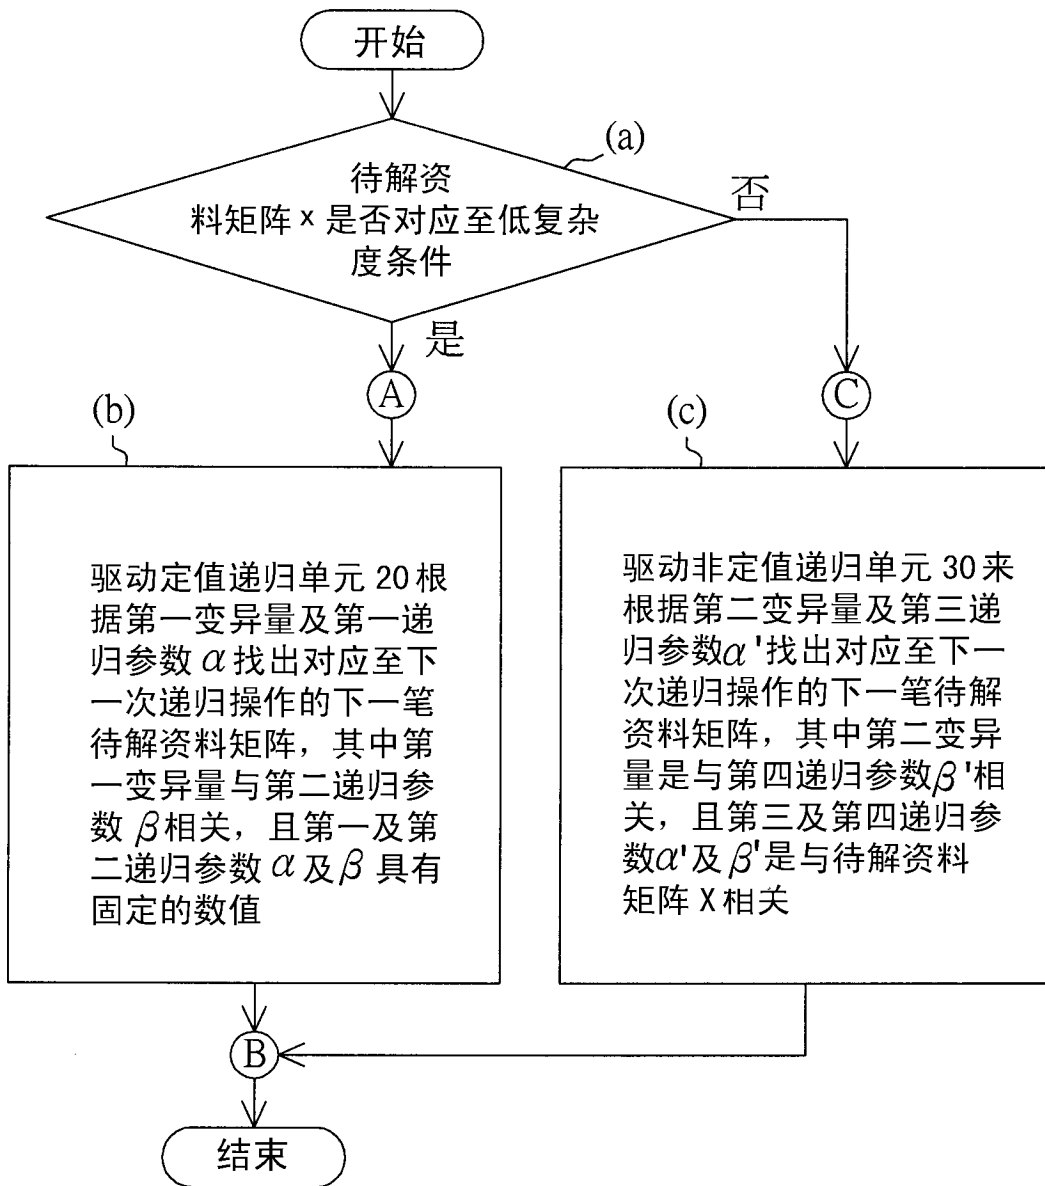 开始
(a)
待解资
料矩阵 x 是否对应至低复杂
度条件
否
是
A
C
(b)
(c)
驱动定值递归单元 20 根
据第一变异量及第一递
归参数 α 找出对应至下
一次递归操作的下一笔
待解资料矩阵，其中第
一变异量与第二递归参
数 β 相关，且第一及第
二递归参数 α 及 β 具有
固定的数值
驱动非定值递归单元 30 来
根据第二变异量及第三递
归参数α'找出对应至下一
次递归操作的下一笔待解
资料矩阵，其中第二变异
量是与第四递归参数β'相
关，且第三及第四递归参
数α'及β'是与待解资料
矩阵 X 相关
B
结束